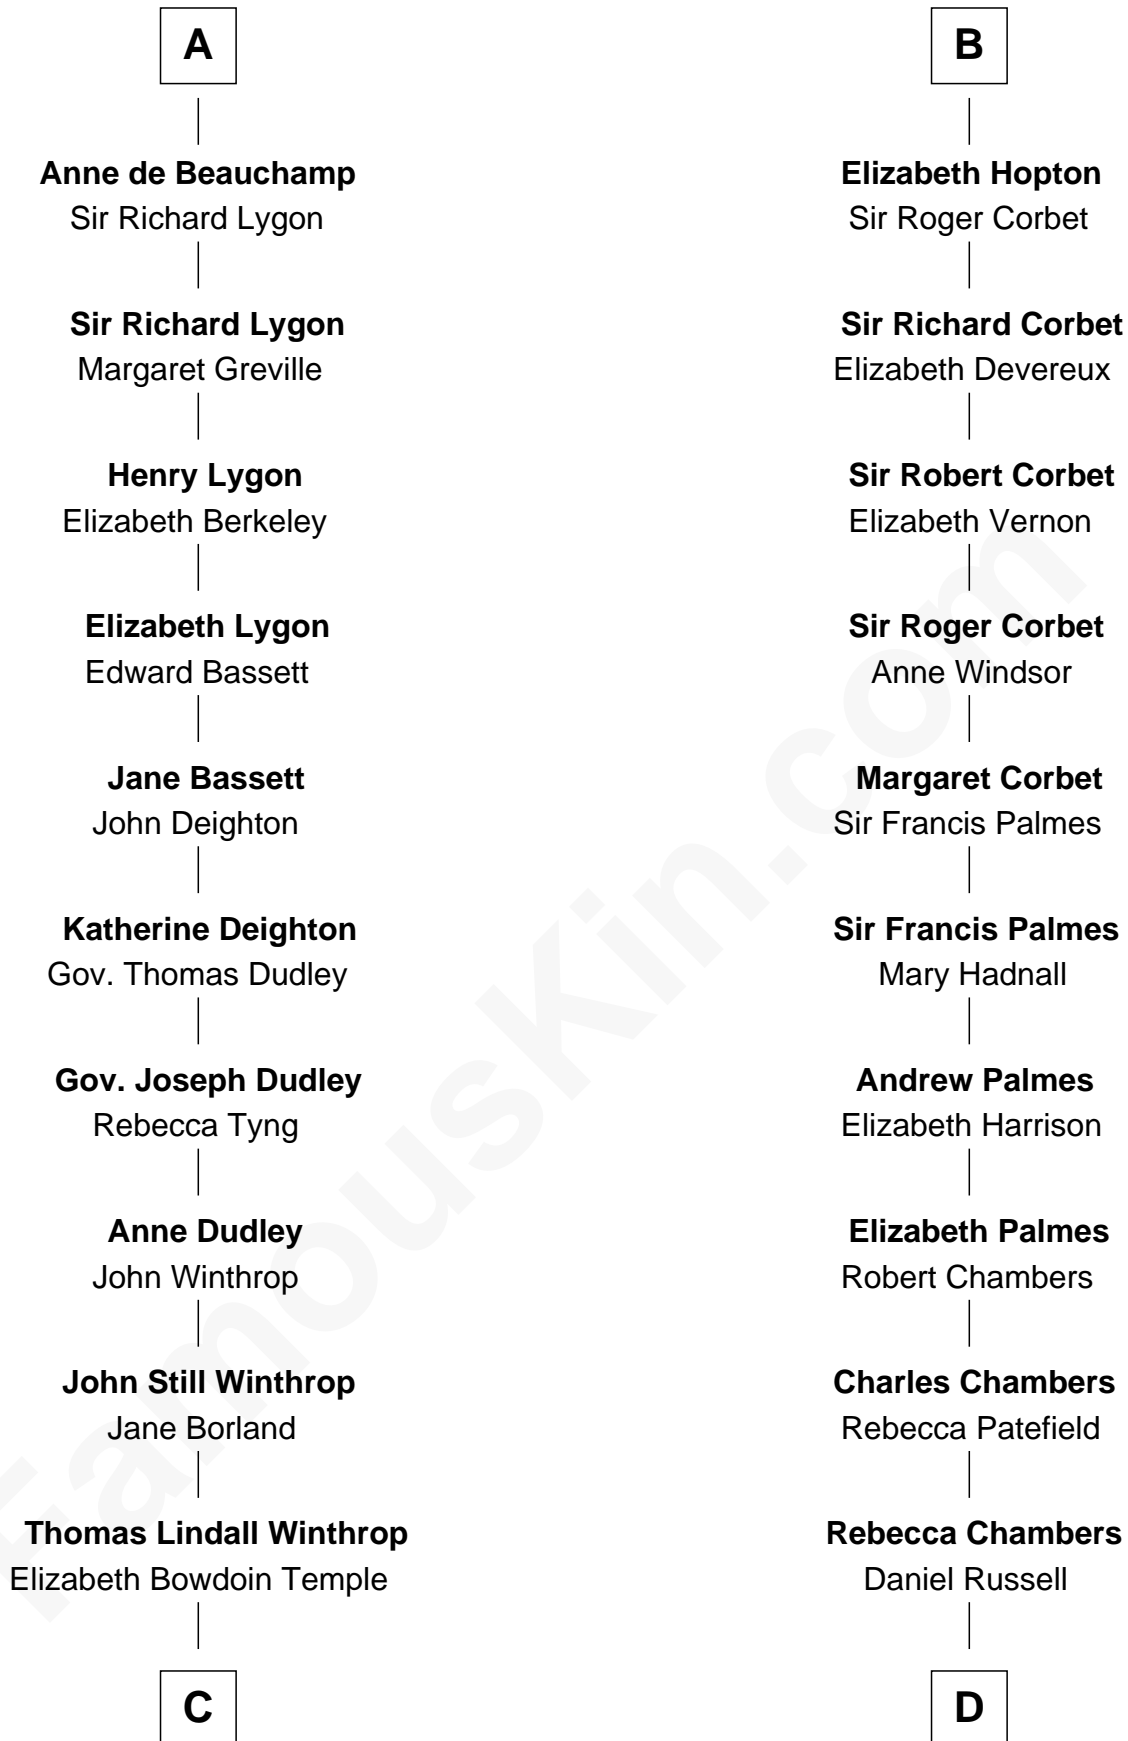 A
Anne de Beauchamp
Sir Richard Lygon
Sir Richard Lygon
Margaret Greville
Henry Lygon
Elizabeth Berkeley
Elizabeth Lygon
Edward Bassett
Jane Bassett
John Deighton
Katherine Deighton
Gov. Thomas Dudley
Gov. Joseph Dudley
Rebecca Tyng
Anne Dudley
John Winthrop
John Still Winthrop
Jane Borland
Thomas Lindall Winthrop
Elizabeth Bowdoin Temple
C
B
Elizabeth Hopton
Sir Roger Corbet
Sir Richard Corbet
Elizabeth Devereux
Sir Robert Corbet
Elizabeth Vernon
Sir Roger Corbet
Anne Windsor
Margaret Corbet
Sir Francis Palmes
Sir Francis Palmes
Mary Hadnall
Andrew Palmes
Elizabeth Harrison
Elizabeth Palmes
Robert Chambers
Charles Chambers
Rebecca Patefield
Rebecca Chambers
Daniel Russell
D
FamousKin.com